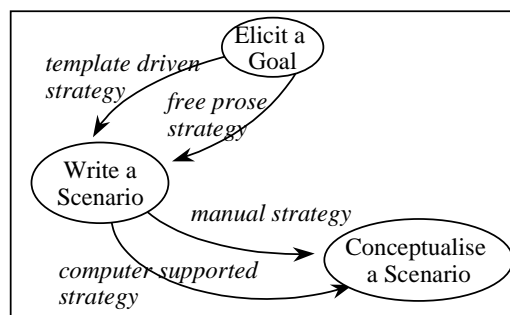 Elicit a
Goal
template driven
strategy
free prose
strategy
Write a
Scenario
manual strategy
Conceptualise
a Scenario
computer supported
strategy